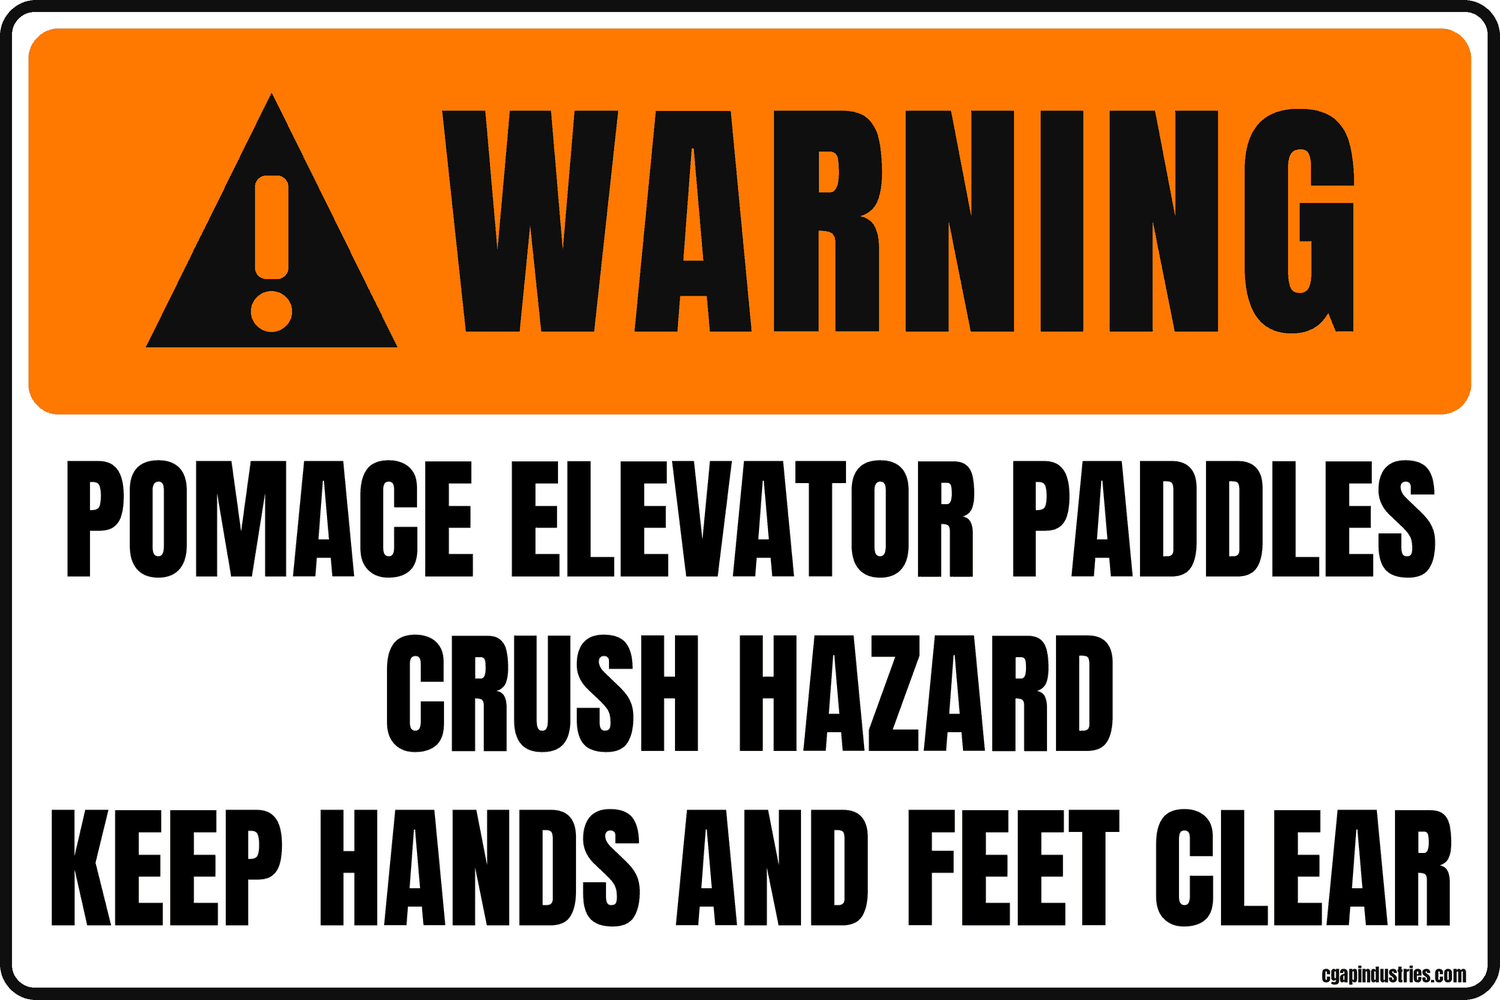 WARNING
POMACE ELEVATOR PADDLES
CRUSH HAZARD
KEEP HANDS AND FEET CLEAR
cgapindustries.com